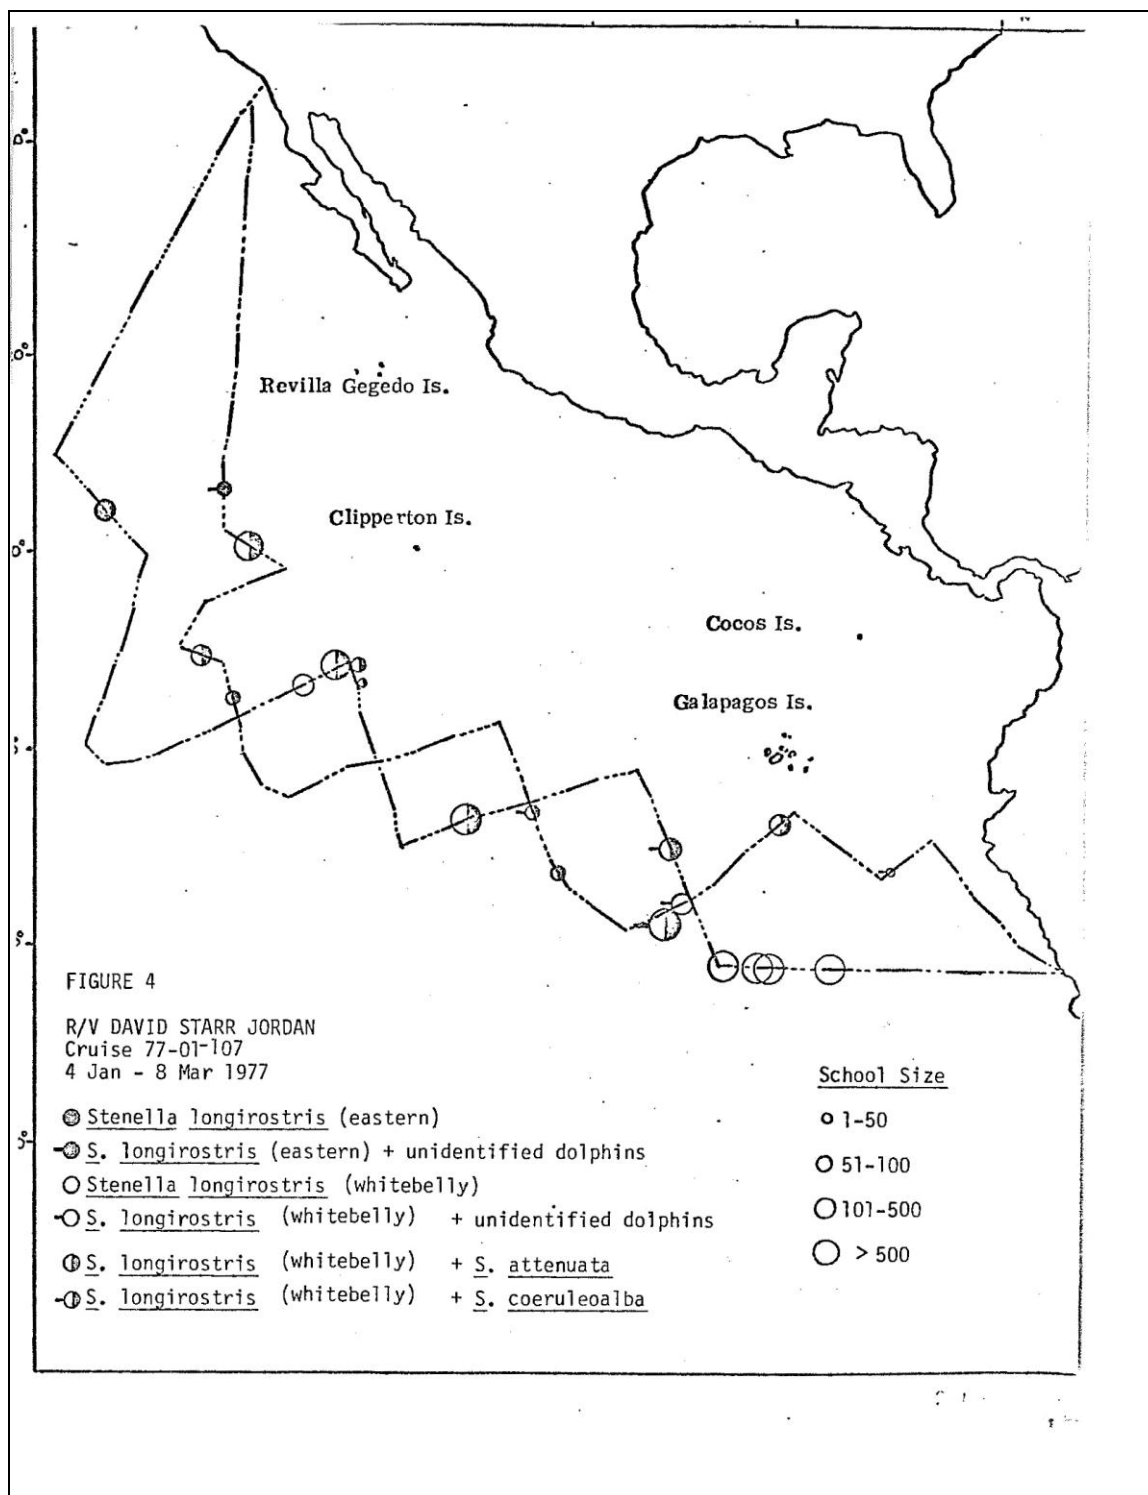 Revilla Gegedo Is.
Clipperton Is.
Cocos Is.
Galapagos Is.
FIGURE 4
R/V DAVID STARR JORDAN
Cruise 77-01-107
4 Jan - 8 Mar 1977
Stenella longirostris (eastern)
S. longirostris (eastern) + unidentified dolphins
Stenella longirostris (whitebelly)
S. longirostris (whitebelly) + unidentified dolphins
S. longirostris (whitebelly) + S. attenuata
S. longirostris (whitebelly) + S. coeruleoalba
School Size
1-50
51-100
101-500
> 500